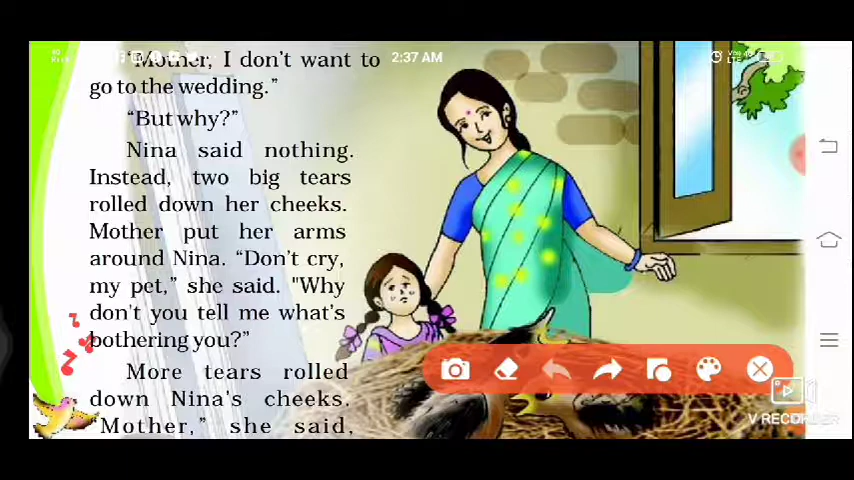 2:37 AM
"Mother, I don't want to
go to the wedding."
"But why?"
Nina said nothing.
Instead, two big tears
rolled down her cheeks.
Mother put her arms
around Nina. "Don't cry,
my pet," she said. "Why
don't you tell me what's
bothering you?"
More tears rolled
down Nina's cheeks.
"Mother," she said,
V RECORDER